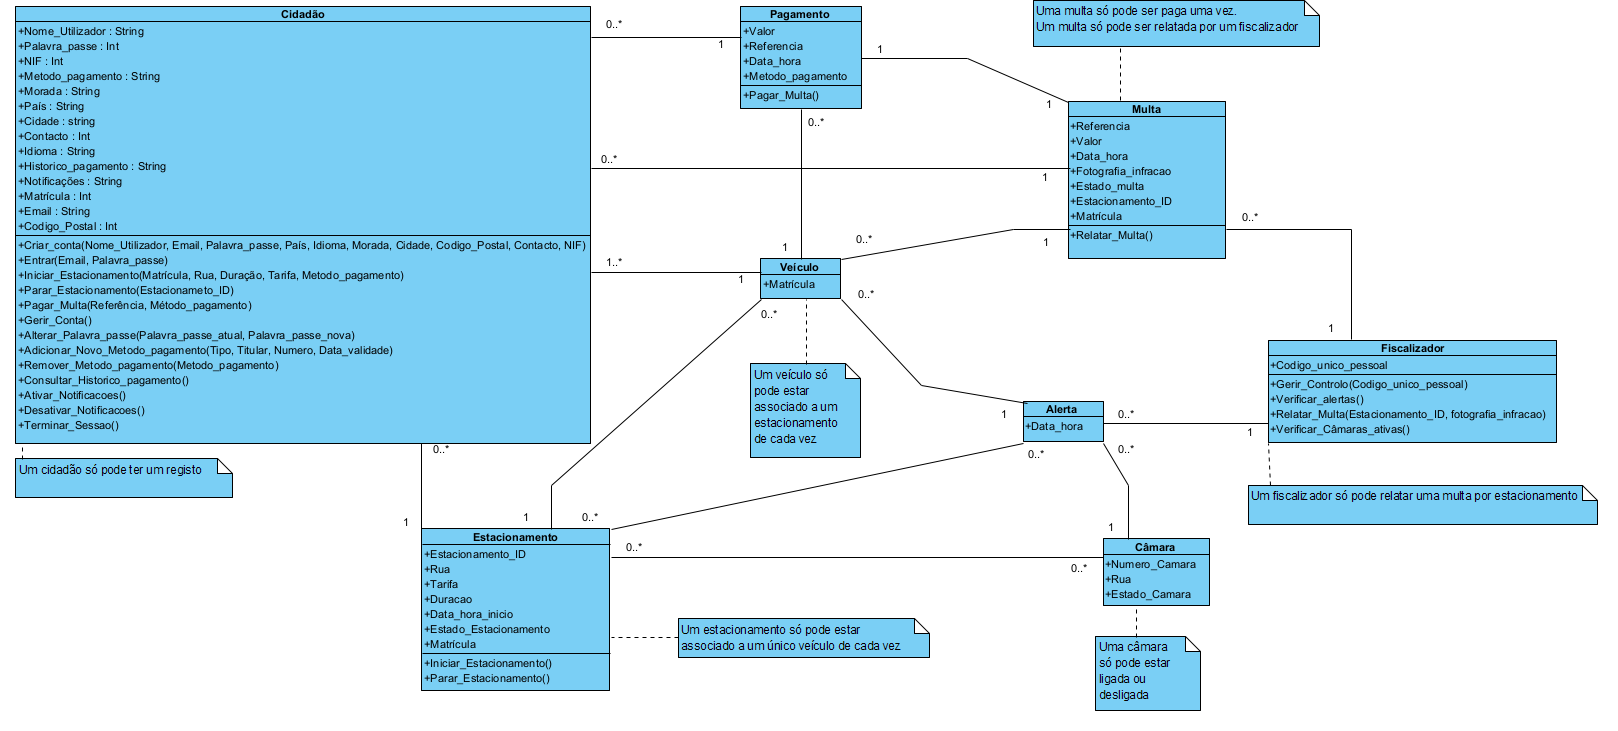 Cidadão
+Nome_Utilizador : String
+Palavra_passe : Int
+NIF : Int
+Metodo_pagamento : String
+Morada : String
+País : String
+Cidade : string
+Contacto : Int
+Idioma : String
+Historico_pagamento : String
+Notificações : String
+Matrícula : Int
+Email : String
+Codigo_Postal : Int
+Criar_conta(Nome_Utilizador, Email, Palavra_passe, País, Idioma, Morada, Cidade, Codigo_Postal, Contacto, NIF)
+Entrar(Email, Palavra_passe)
+Iniciar_Estacionamento(Matrícula, Rua, Duração, Tarifa, Metodo_pagamento)
+Parar_Estacionamento(Estacionameto_ID)
+Pagar_Multa(Referência, Método_pagamento)
+Gerir_Conta()
+Alterar_Palavra_passe(Palavra_passe_atual, Palavra_passe_nova)
+Adicionar_Novo_Metodo_pagamento(Tipo, Titular, Numero, Data_validade)
+Remover_Metodo_pagamento(Metodo_pagamento)
+Consultar_Historico_pagamento()
+Ativar_Notificacoes()
+Desativar_Notificacoes()
+Terminar_Sessao()
Um cidadão só pode ter um registo
0..*
1
0..*
1
1..*
1
0..*
1
Pagamento
+Valor
+Referencia
+Data_hora
+Metodo_pagamento
+Pagar_Multa()
1
1
0..*
1
Uma multa só pode ser paga uma vez.
Um multa só pode ser relatada por um fiscalizador
Multa
+Referencia
+Valor
+Data_hora
+Fotografia_infracao
+Estado_multa
+Estacionamento_ID
+Matrícula
+Relatar_Multa()
0..*
1
0..*
1
Veículo
+Matrícula
0..*
1
0..*
1
Um veículo só
pode estar
associado a um
estacionamento
de cada vez
Fiscalizador
+Codigo_unico_pessoal
+Gerir_Controlo(Codigo_unico_pessoal)
+Verificar_alertas()
+Relatar_Multa(Estacionamento_ID, fotografia_infracao)
+Verificar_Câmaras_ativas()
Um fiscalizador só pode relatar uma multa por estacionamento
Alerta
+Data_hora
0..*
1
0..*
0..*
0..*
1
Estacionamento
+Estacionamento_ID
+Rua
+Tarifa
+Duracao
+Data_hora_inicio
+Estado_Estacionamento
+Matrícula
+Iniciar_Estacionamento()
+Parar_Estacionamento()
0..*
0..*
Um estacionamento só pode estar
associado a um único veículo de cada vez
Câmara
+Numero_Camara
+Rua
+Estado_Camara
Uma câmara
só pode estar
ligada ou
desligada